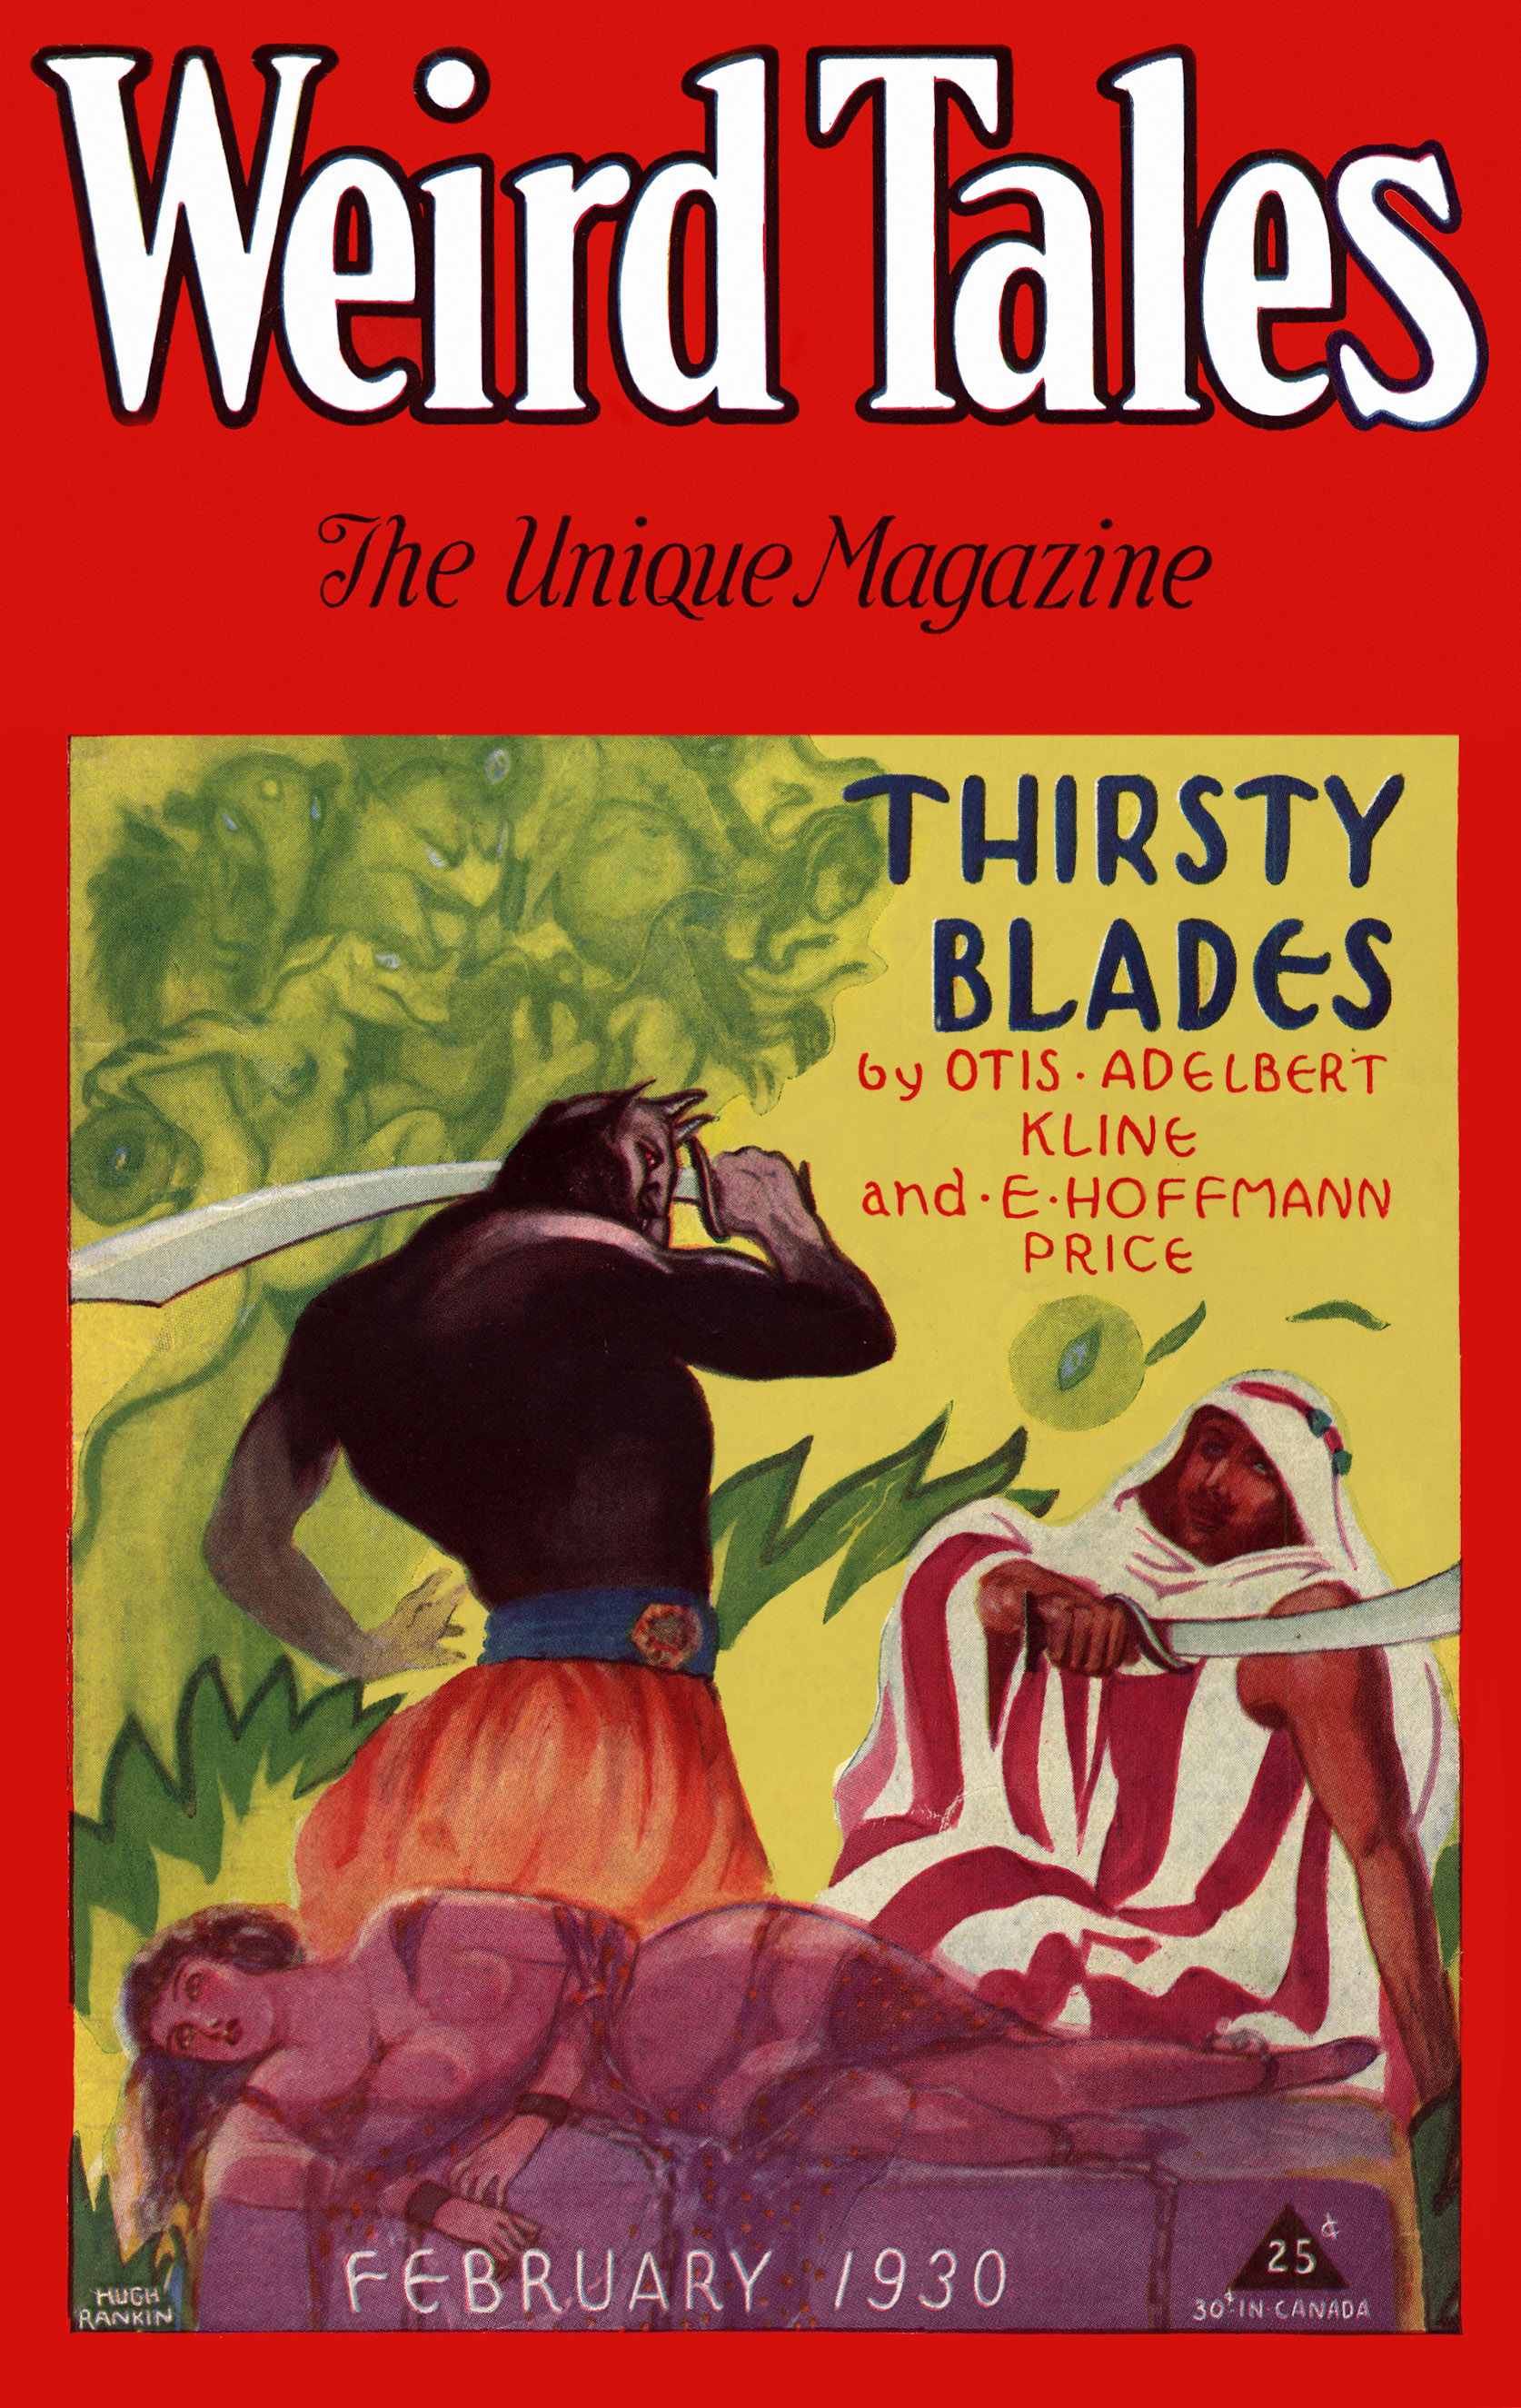 Weird Tales
The Unique Magazine
THIRSTY
BLADES
by OTIS·ADELBERT
KLINE
and·E·HOFFMANN
PRICE
FEBRUARY 1930
25¢
30¢·IN·CANADA
HUGH
RANKIN